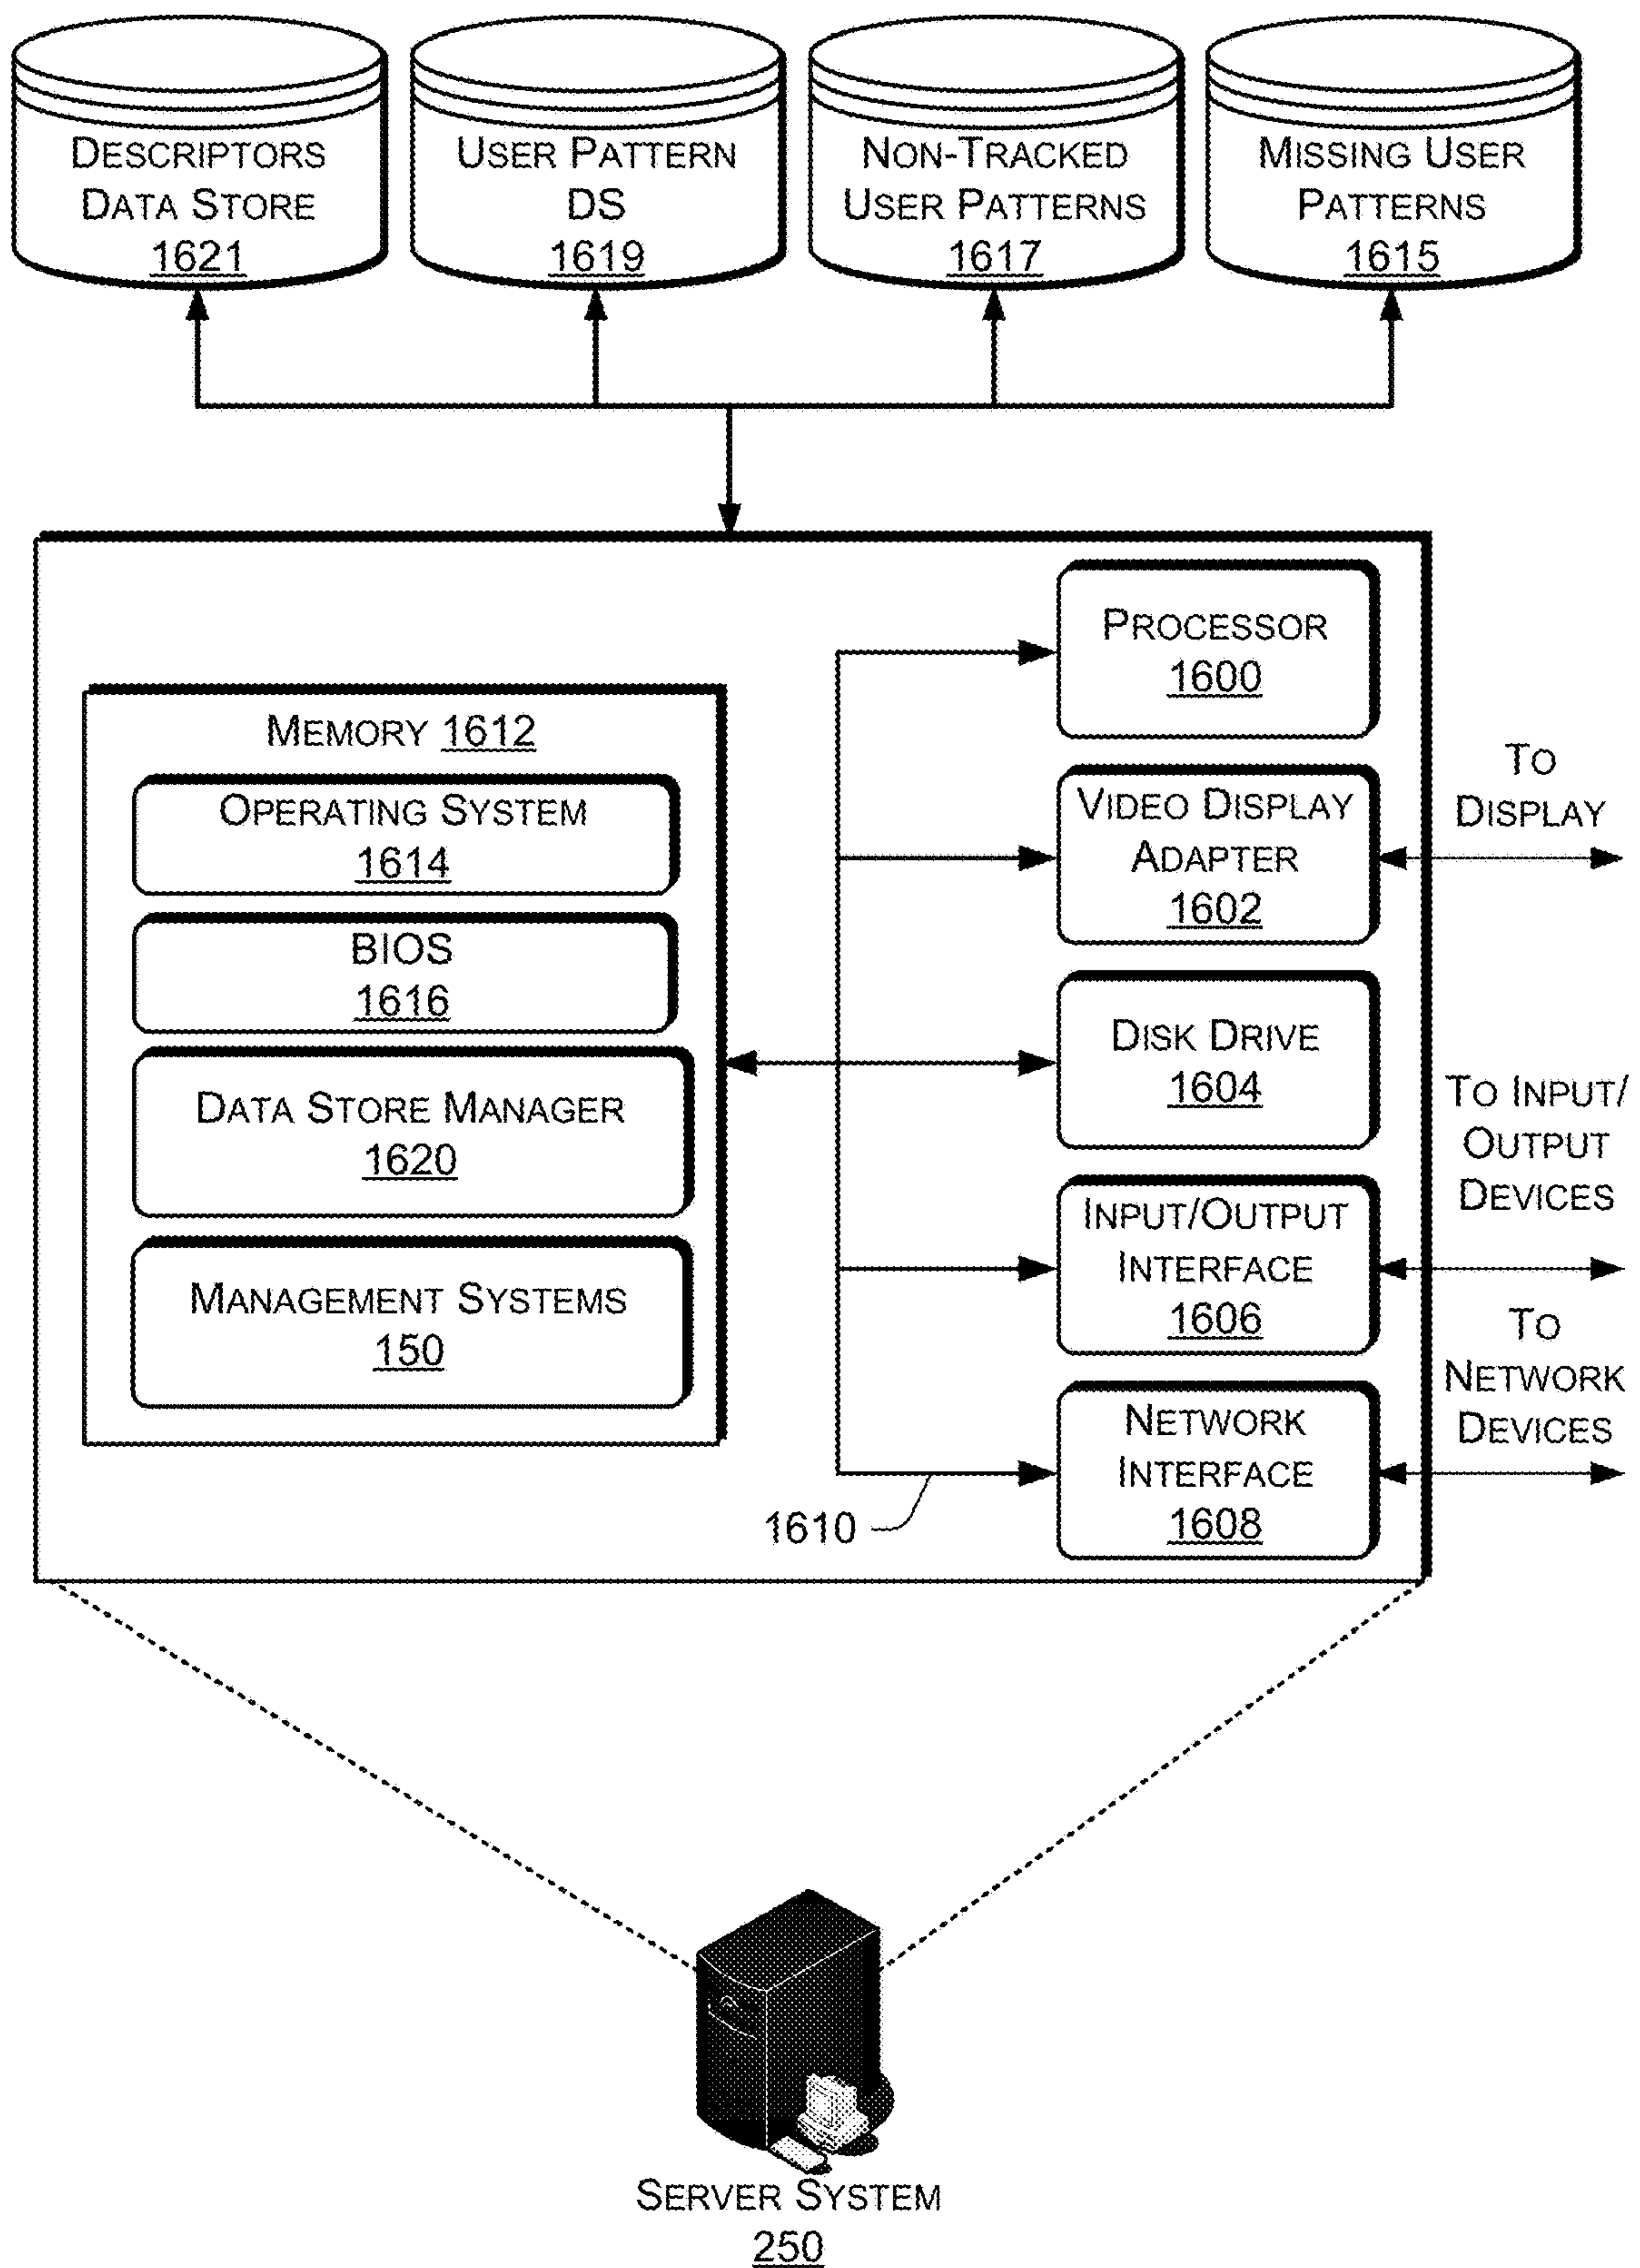 DESCRIPTORS
DATA STORE
1621
USER PATTERN
DS
1619
NON-TRACKED
USER PATTERNS
1617
MISSING USER
PATTERNS
1615
MEMORY 1612
OPERATING SYSTEM
1614
BIOS
1616
DATA STORE MANAGER
1620
MANAGEMENT SYSTEMS
150
PROCESSOR
1600
VIDEO DISPLAY
ADAPTER
1602
DISK DRIVE
1604
INPUT/OUTPUT
INTERFACE
1606
NETWORK
INTERFACE
1608
1610
TO
DISPLAY
TO INPUT/
OUTPUT
DEVICES
TO
NETWORK
DEVICES
SERVER SYSTEM
250